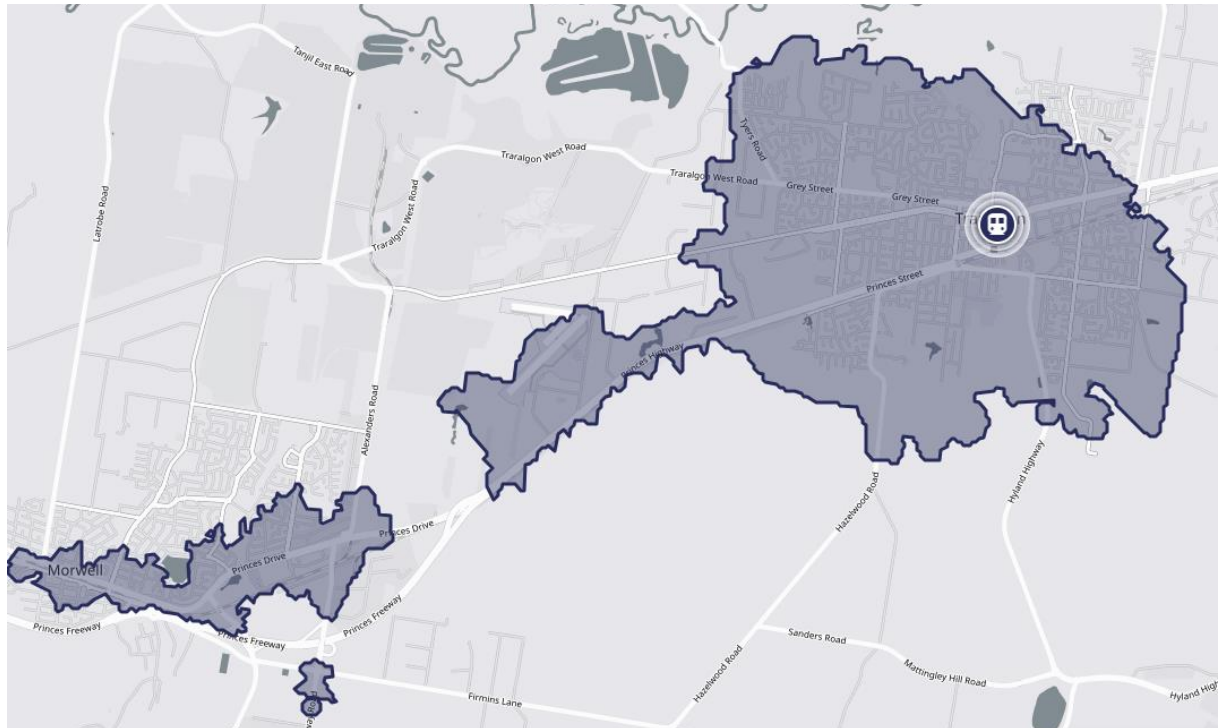 Tanjil East Road
Tyers Road
Traralgon West Road
Latrobe Road
Traralgon West Road
Traralgon West Road
Grey Street
Grey Street
Princes Street
Princes Highway
Alexanders Road
Hyland Highway
Hazelwood Road
Princes Drive
Princes Drive
Morwell
Princes Freeway
Princes Freeway
Princes Freeway
Sanders Road
Mattingley Hill Road
Hazelwood Road
Firmins Lane